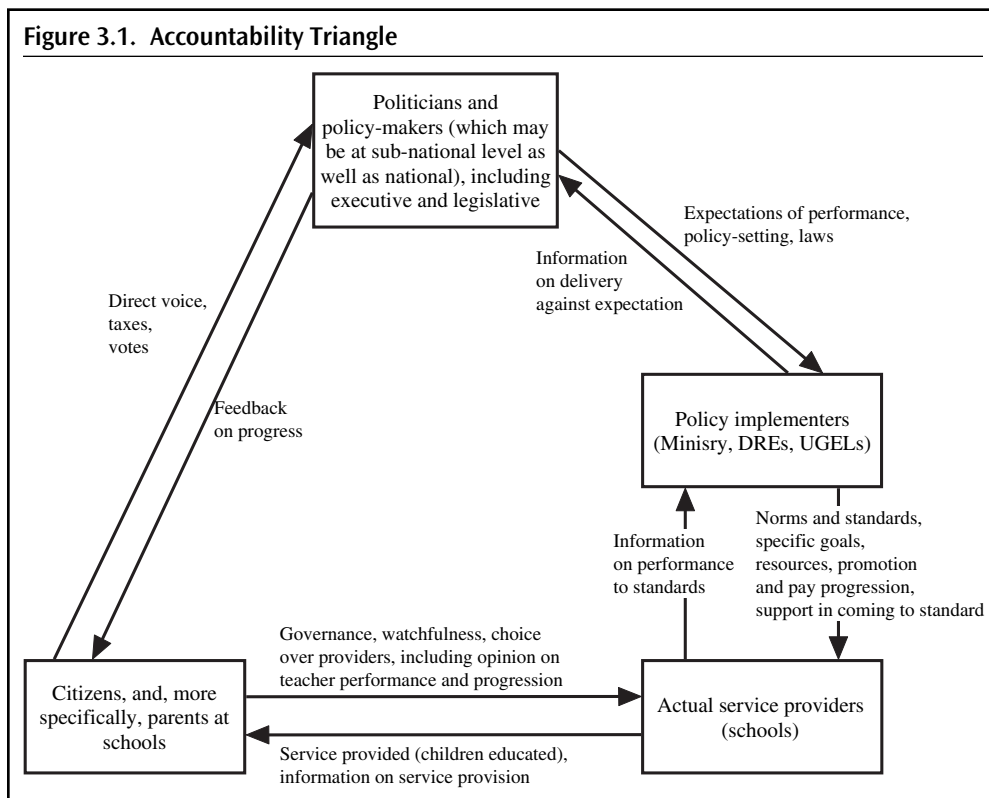 Figure 3.1. Accountability Triangle
Politicians and
policy-makers (which may
be at sub-national level as
well as national), including
executive and legislative
Expectations of performance,
policy-setting, laws
Information
on delivery
against expectation
Direct voice,
taxes,
votes
Feedback
on progress
Policy implementers
(Minisry, DREs, UGELs)
Information
on performance
to standards
Norms and standards,
specific goals,
resources, promotion
and pay progression,
support in coming to standard
Governance, watchfulness, choice
over providers, including opinion on
teacher performance and progression
Citizens, and, more
specifically, parents at
schools
Actual service providers
(schools)
Service provided (children educated),
information on service provision